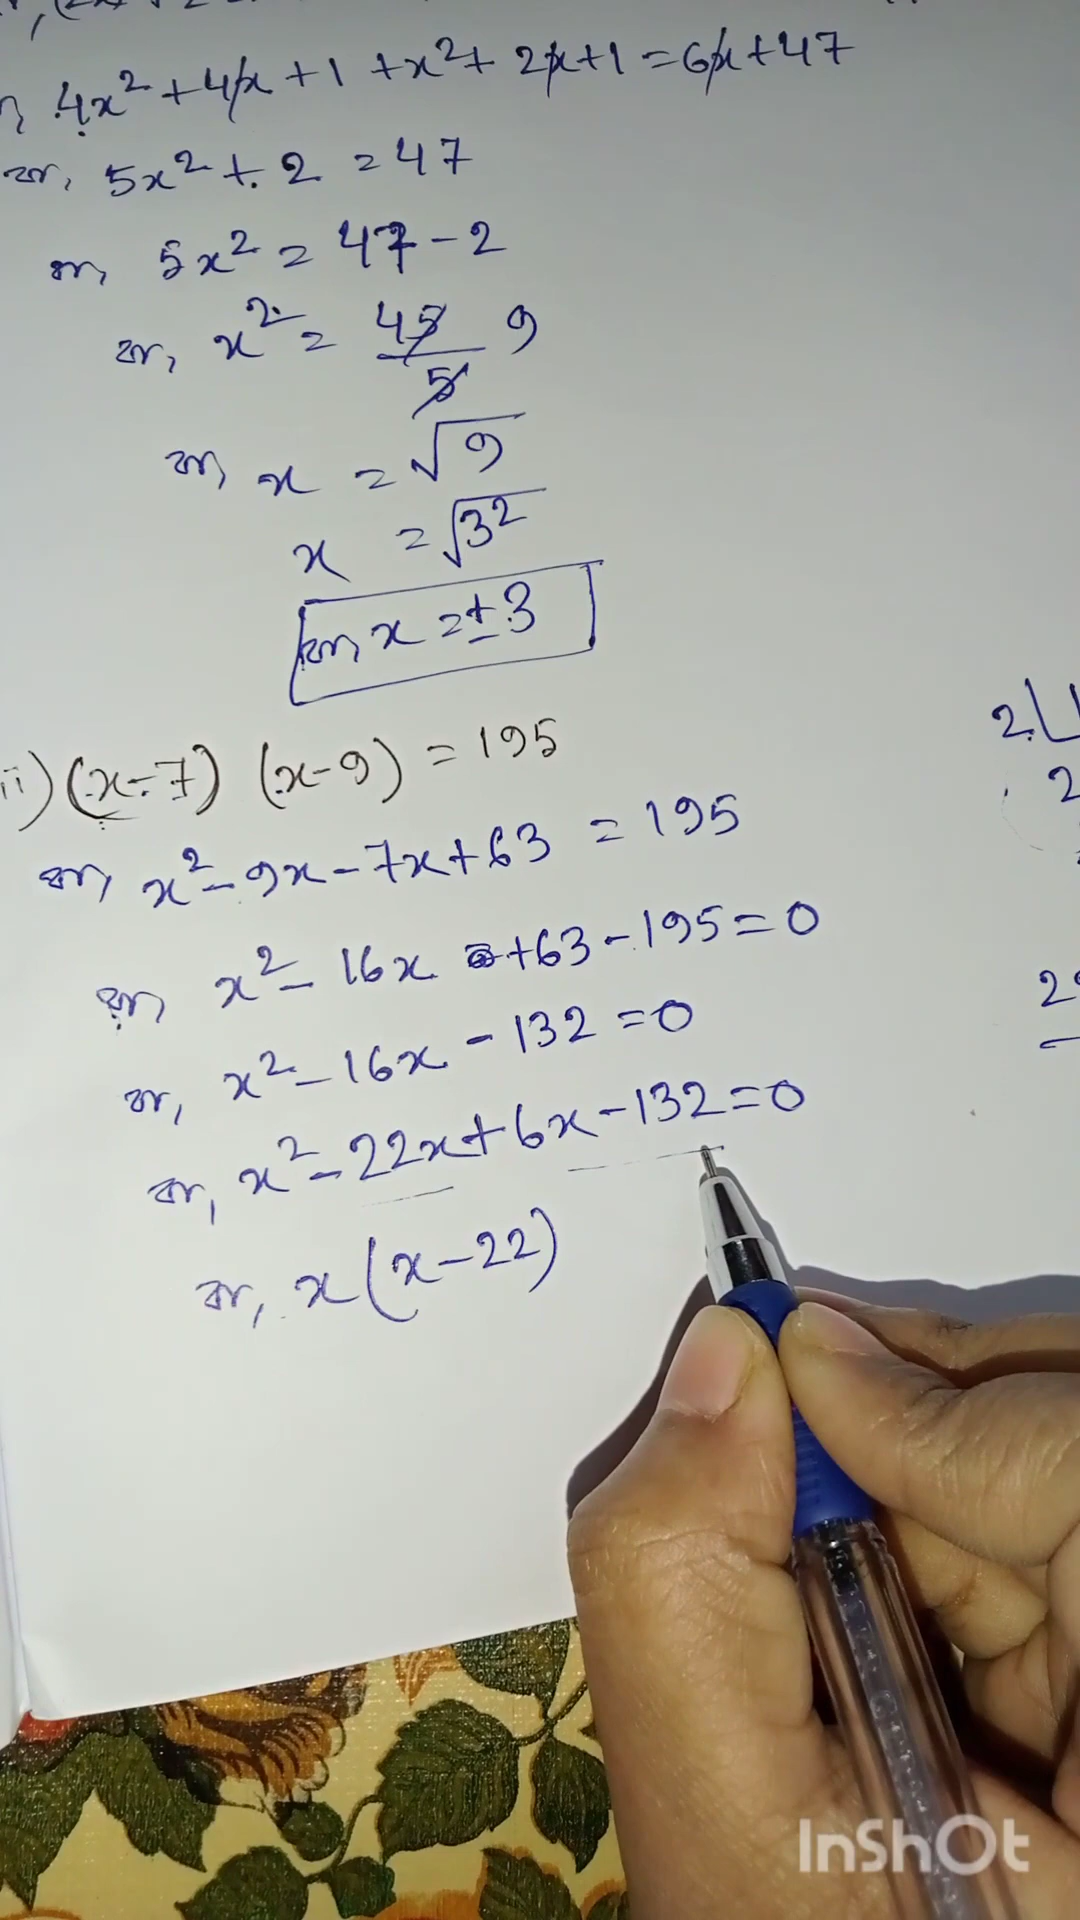 4x² + 4x + 1 + x² + 2x + 1 = 6x + 47
বা, 5x² + 2 = 47
বা, 5x² = 47 - 2
বা, x² = 45/5 9
বা, x = √9
x = √3²
বা, x = ±3
ii) (x-7) (x-9) = 195
বা, x² - 9x - 7x + 63 = 195
বা, x² - 16x + 63 - 195 = 0
বা, x² - 16x - 132 = 0
বা, x² - 22x + 6x - 132 = 0
বা, x(x-22)
2
2
InShOt